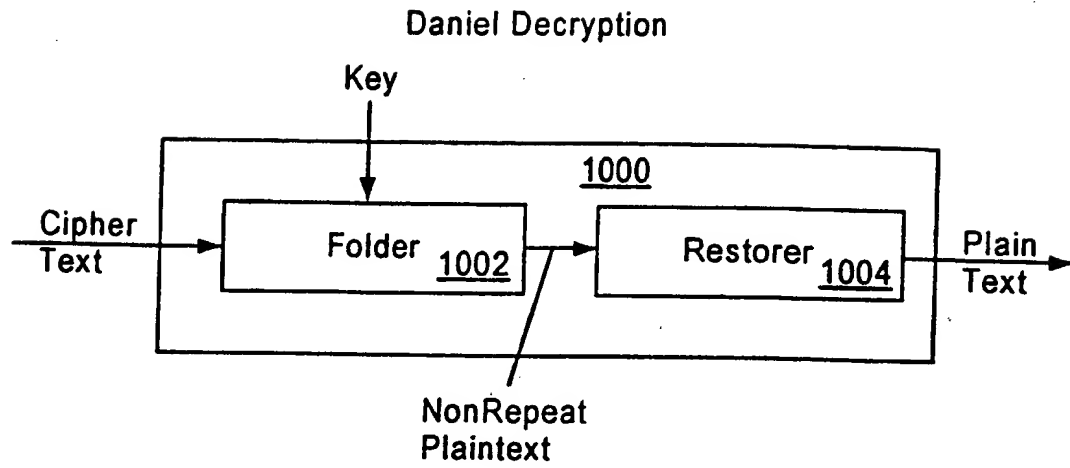 Daniel Decryption
Key
1000
Cipher
Text
Folder
1002
Restorer
1004
Plain
Text
NonRepeat
Plaintext